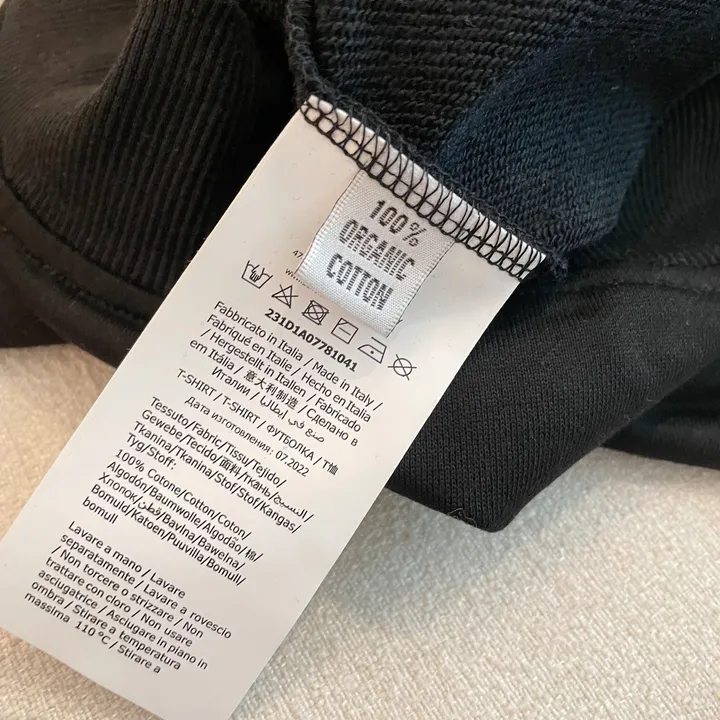 100%
ORGANIC
COTTON
47
Fabbricato in Italia / Made in Italy /
231D1A07781041
Fabriqué en Italie / Hecho en Italia
/ Hergestellt in Italien / Fabricado
em Itália / 意大利制造 / Сделано в
Италии / صنع في ايطاليا
T-SHIRT / T-SHIRT / ФУТБОЛКА / T恤
Дата изготовления: 07.2022
Tessuto/Fabric/Tissu/Tejido/
Gewebe/Tecido/面料/Ткань/النسيج/
Tkanina/Tkanina/Stof/Stof/Kangas/
Tyg/Stoff:
100% Cotone/Cotton/Coton/
Algodón/Baumwolle/Algodão/棉/
Хлопок/قطن/Bavlna/Bawełna/
Bomuld/Katoen/Puuvilla/Bomull/
bomull
Lavare a mano / Lavare
separatamente / Lavare a rovescio
/ Non torcere o strizzare / Non
trattare con cloro / Non usare
asciugatrice / Asciugare in piano in
ombra / Stirare a temperatura
massima 110°C / Stirare a